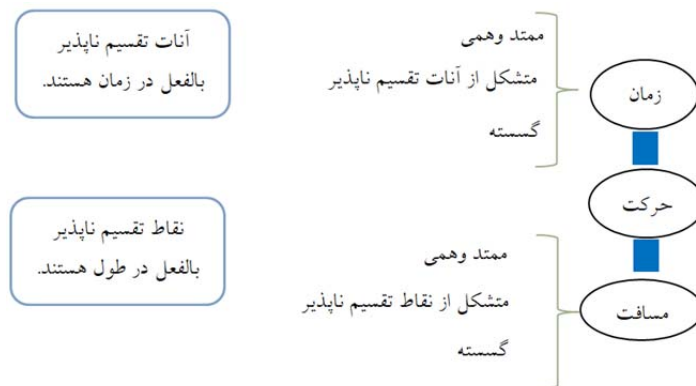 زمان
ممتد وهمی
متشکل از آنات تقسیم ناپذیر
گسسته
آنات تقسیم ناپذیر
بالفعل در زمان هستند.
حرکت
مسافت
ممتد وهمی
متشکل از نقاط تقسیم ناپذیر
گسسته
نقاط تقسیم ناپذیر
بالفعل در طول هستند.